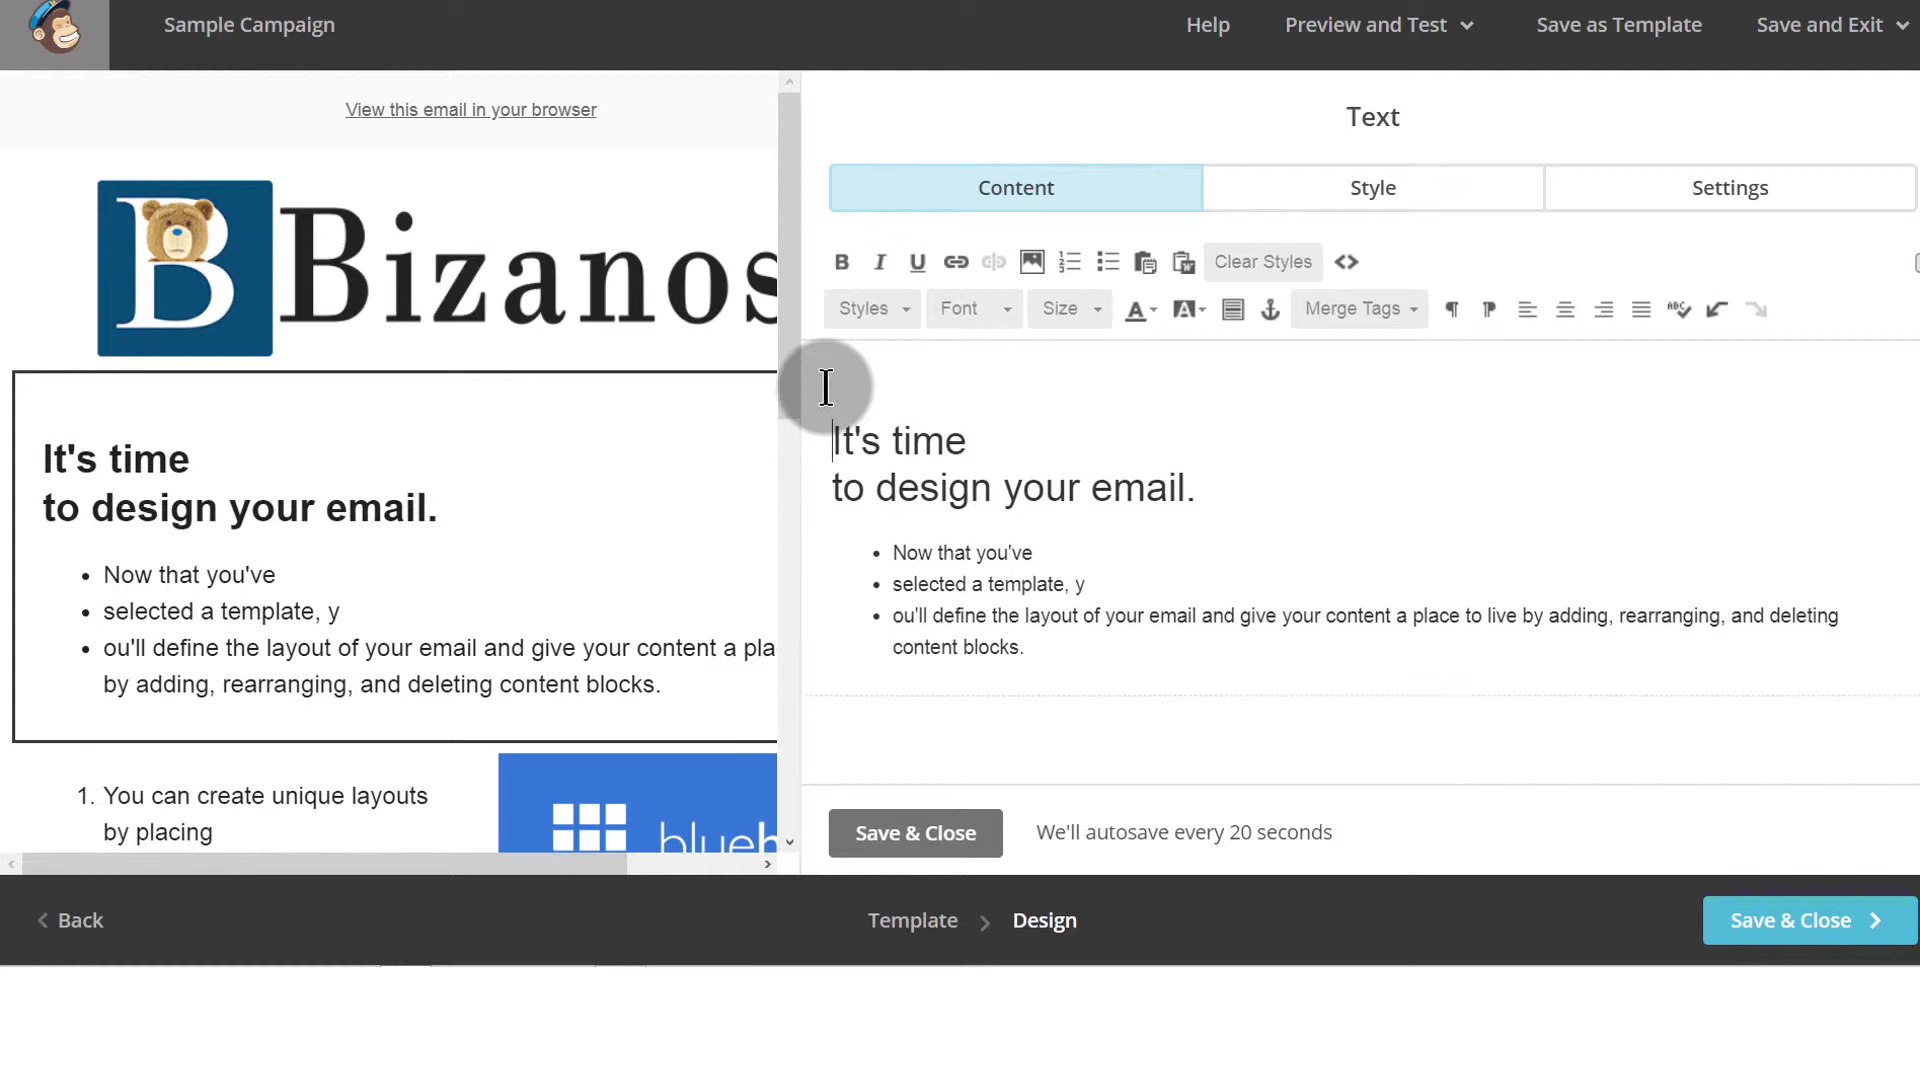 Sample Campaign
Help
Preview and Test
Save as Template
Save and Exit
View this email in your browser
B Bizanos
It's time
to design your email.
• Now that you've
• selected a template, y
• ou'll define the layout of your email and give your content a pla
by adding, rearranging, and deleting content blocks.
1. You can create unique layouts
by placing
blueh
Text
Content
Style
Settings
B I U
Clear Styles
Styles
Font
Size
A
A
Merge Tags
ABC
It's time
to design your email.
• Now that you've
• selected a template, y
• ou'll define the layout of your email and give your content a place to live by adding, rearranging, and deleting
content blocks.
Save & Close
We'll autosave every 20 seconds
Back
Template
Design
Save & Close